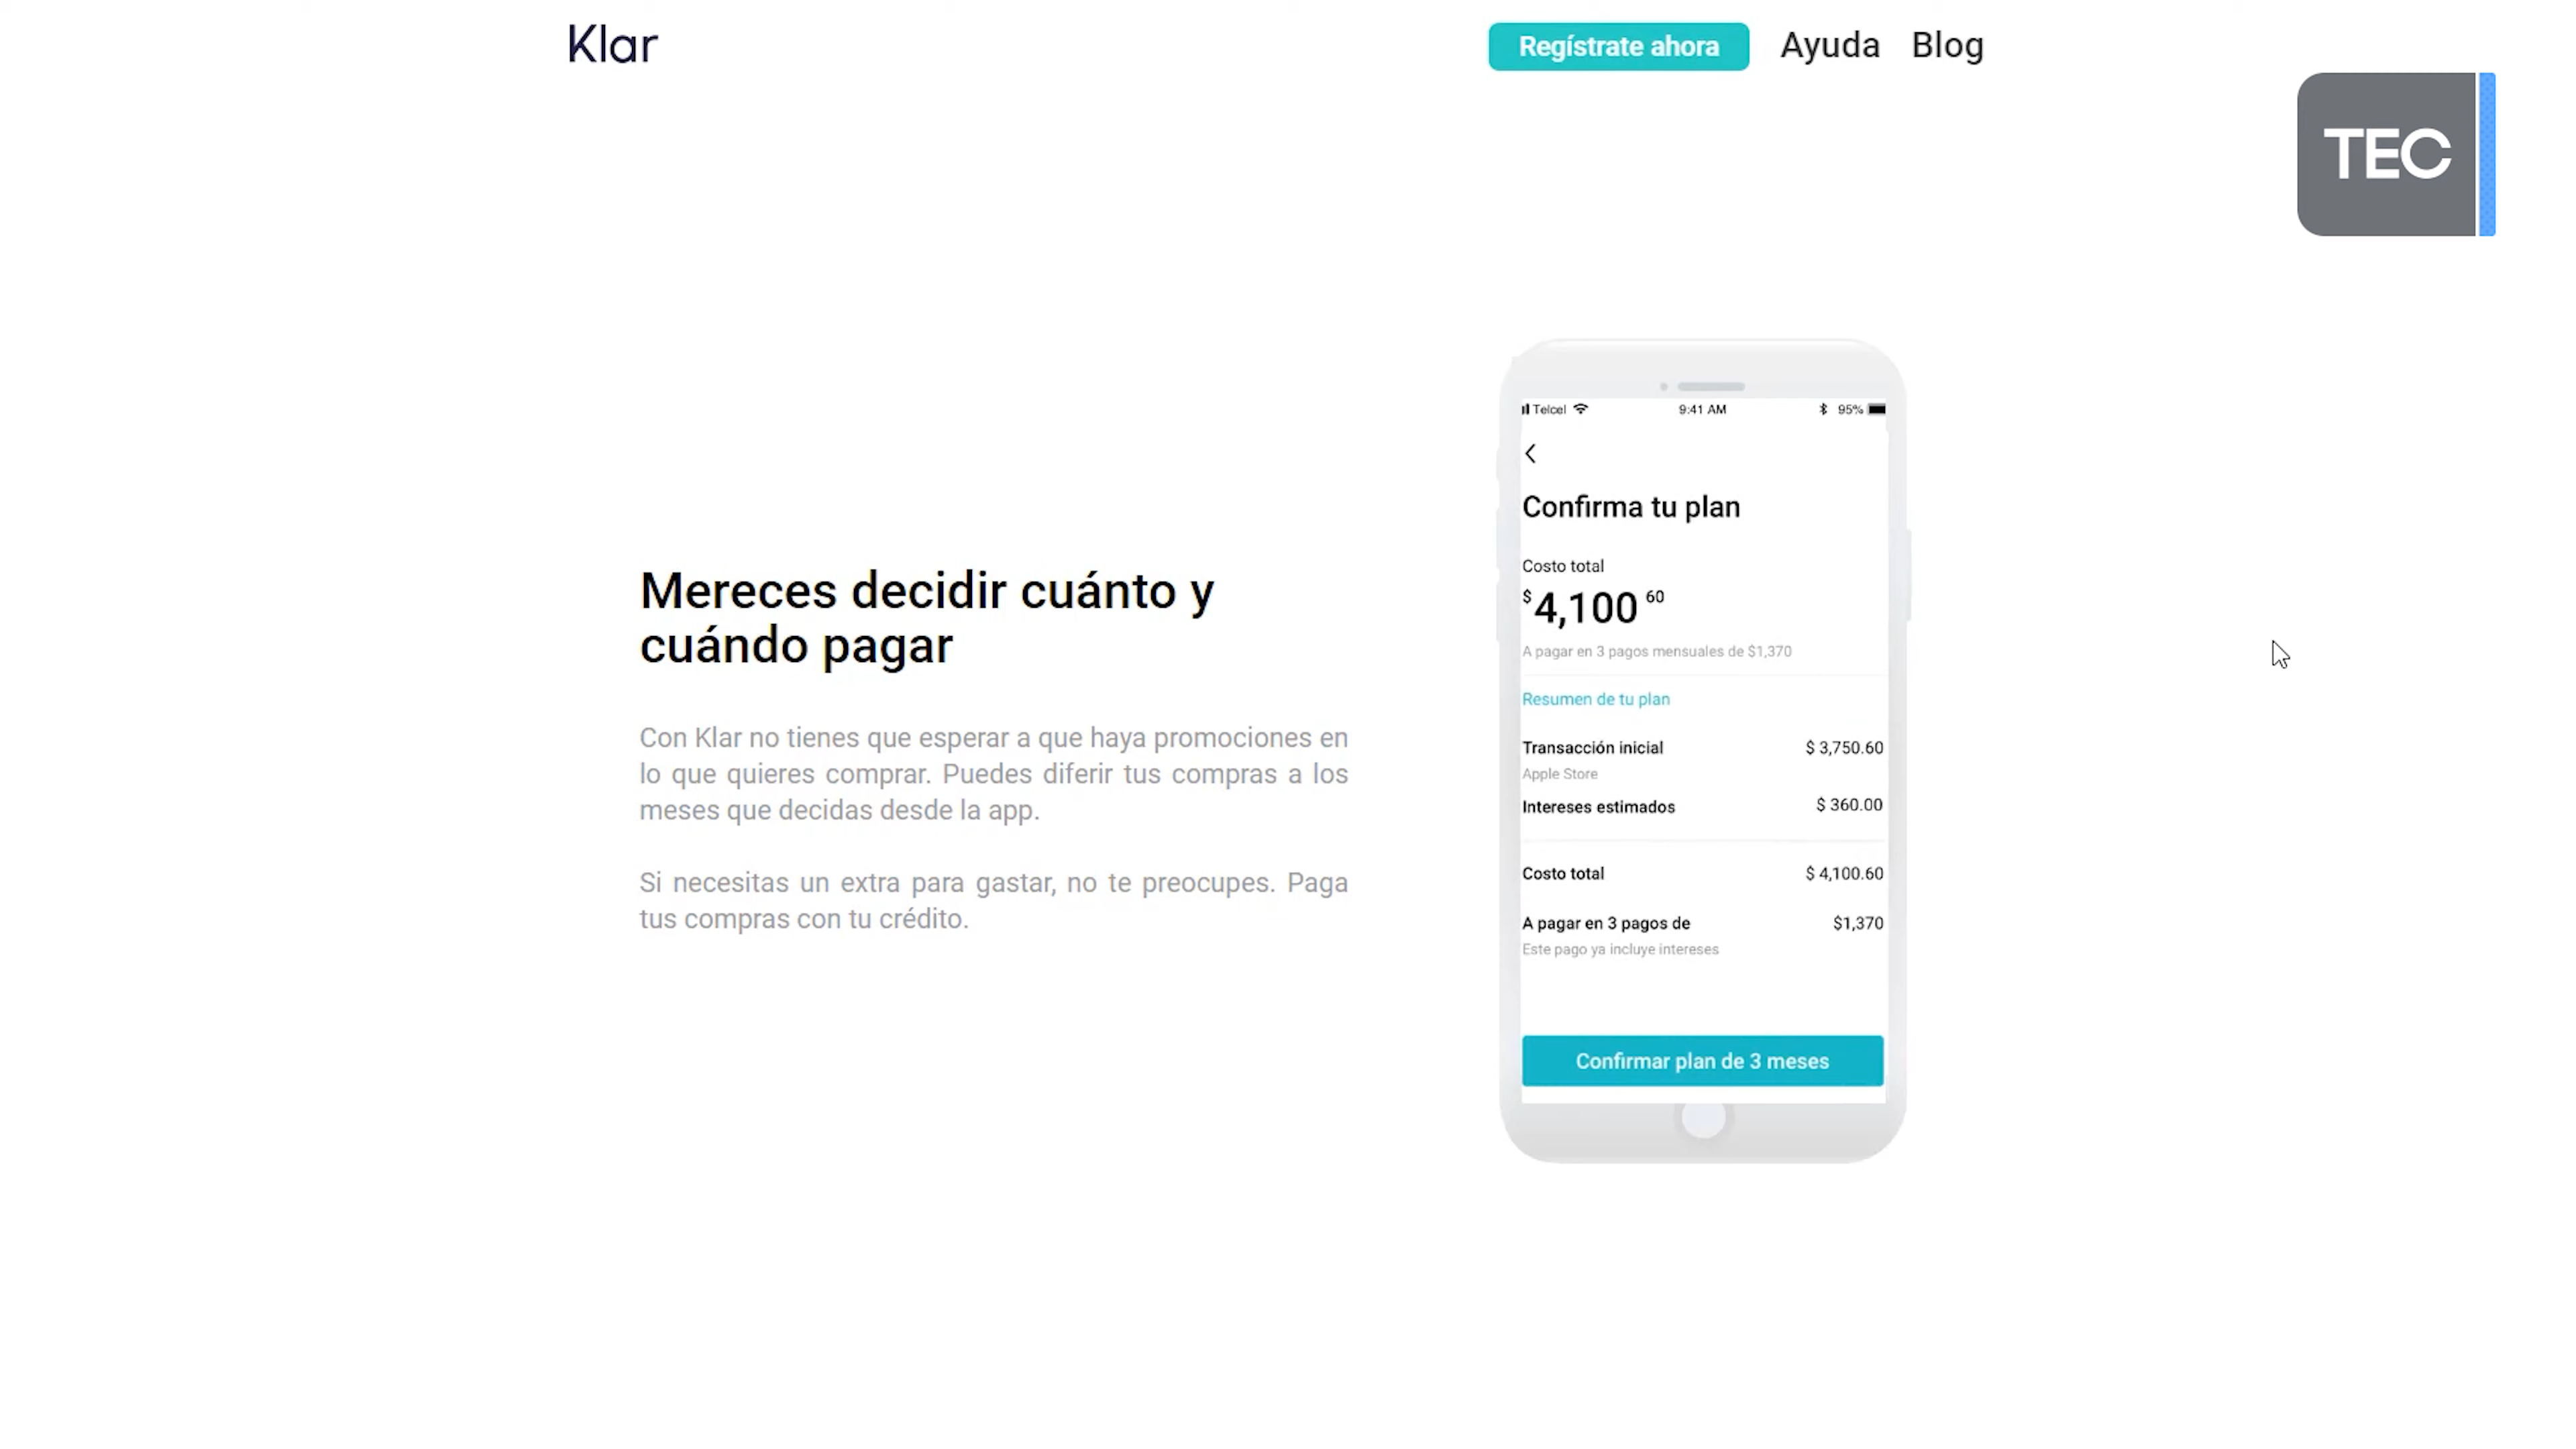 Klar
Regístrate ahora
Ayuda
Blog
TEC
Mereces decidir cuánto y
cuándo pagar
Con Klar no tienes que esperar a que haya promociones en
lo que quieres comprar. Puedes diferir tus compras a los
meses que decidas desde la app.
Si necesitas un extra para gastar, no te preocupes. Paga
tus compras con tu crédito.
Telcel 9:41 AM 95%
Confirma tu plan
Costo total
$4,100 60
A pagar en 3 pagos mensuales de $1,370
Resumen de tu plan
Transacción inicial $ 3,750.60
Apple Store
Intereses estimados $ 360.00
Costo total $ 4,100.60
A pagar en 3 pagos de $1,370
Este pago ya incluye intereses
Confirmar plan de 3 meses